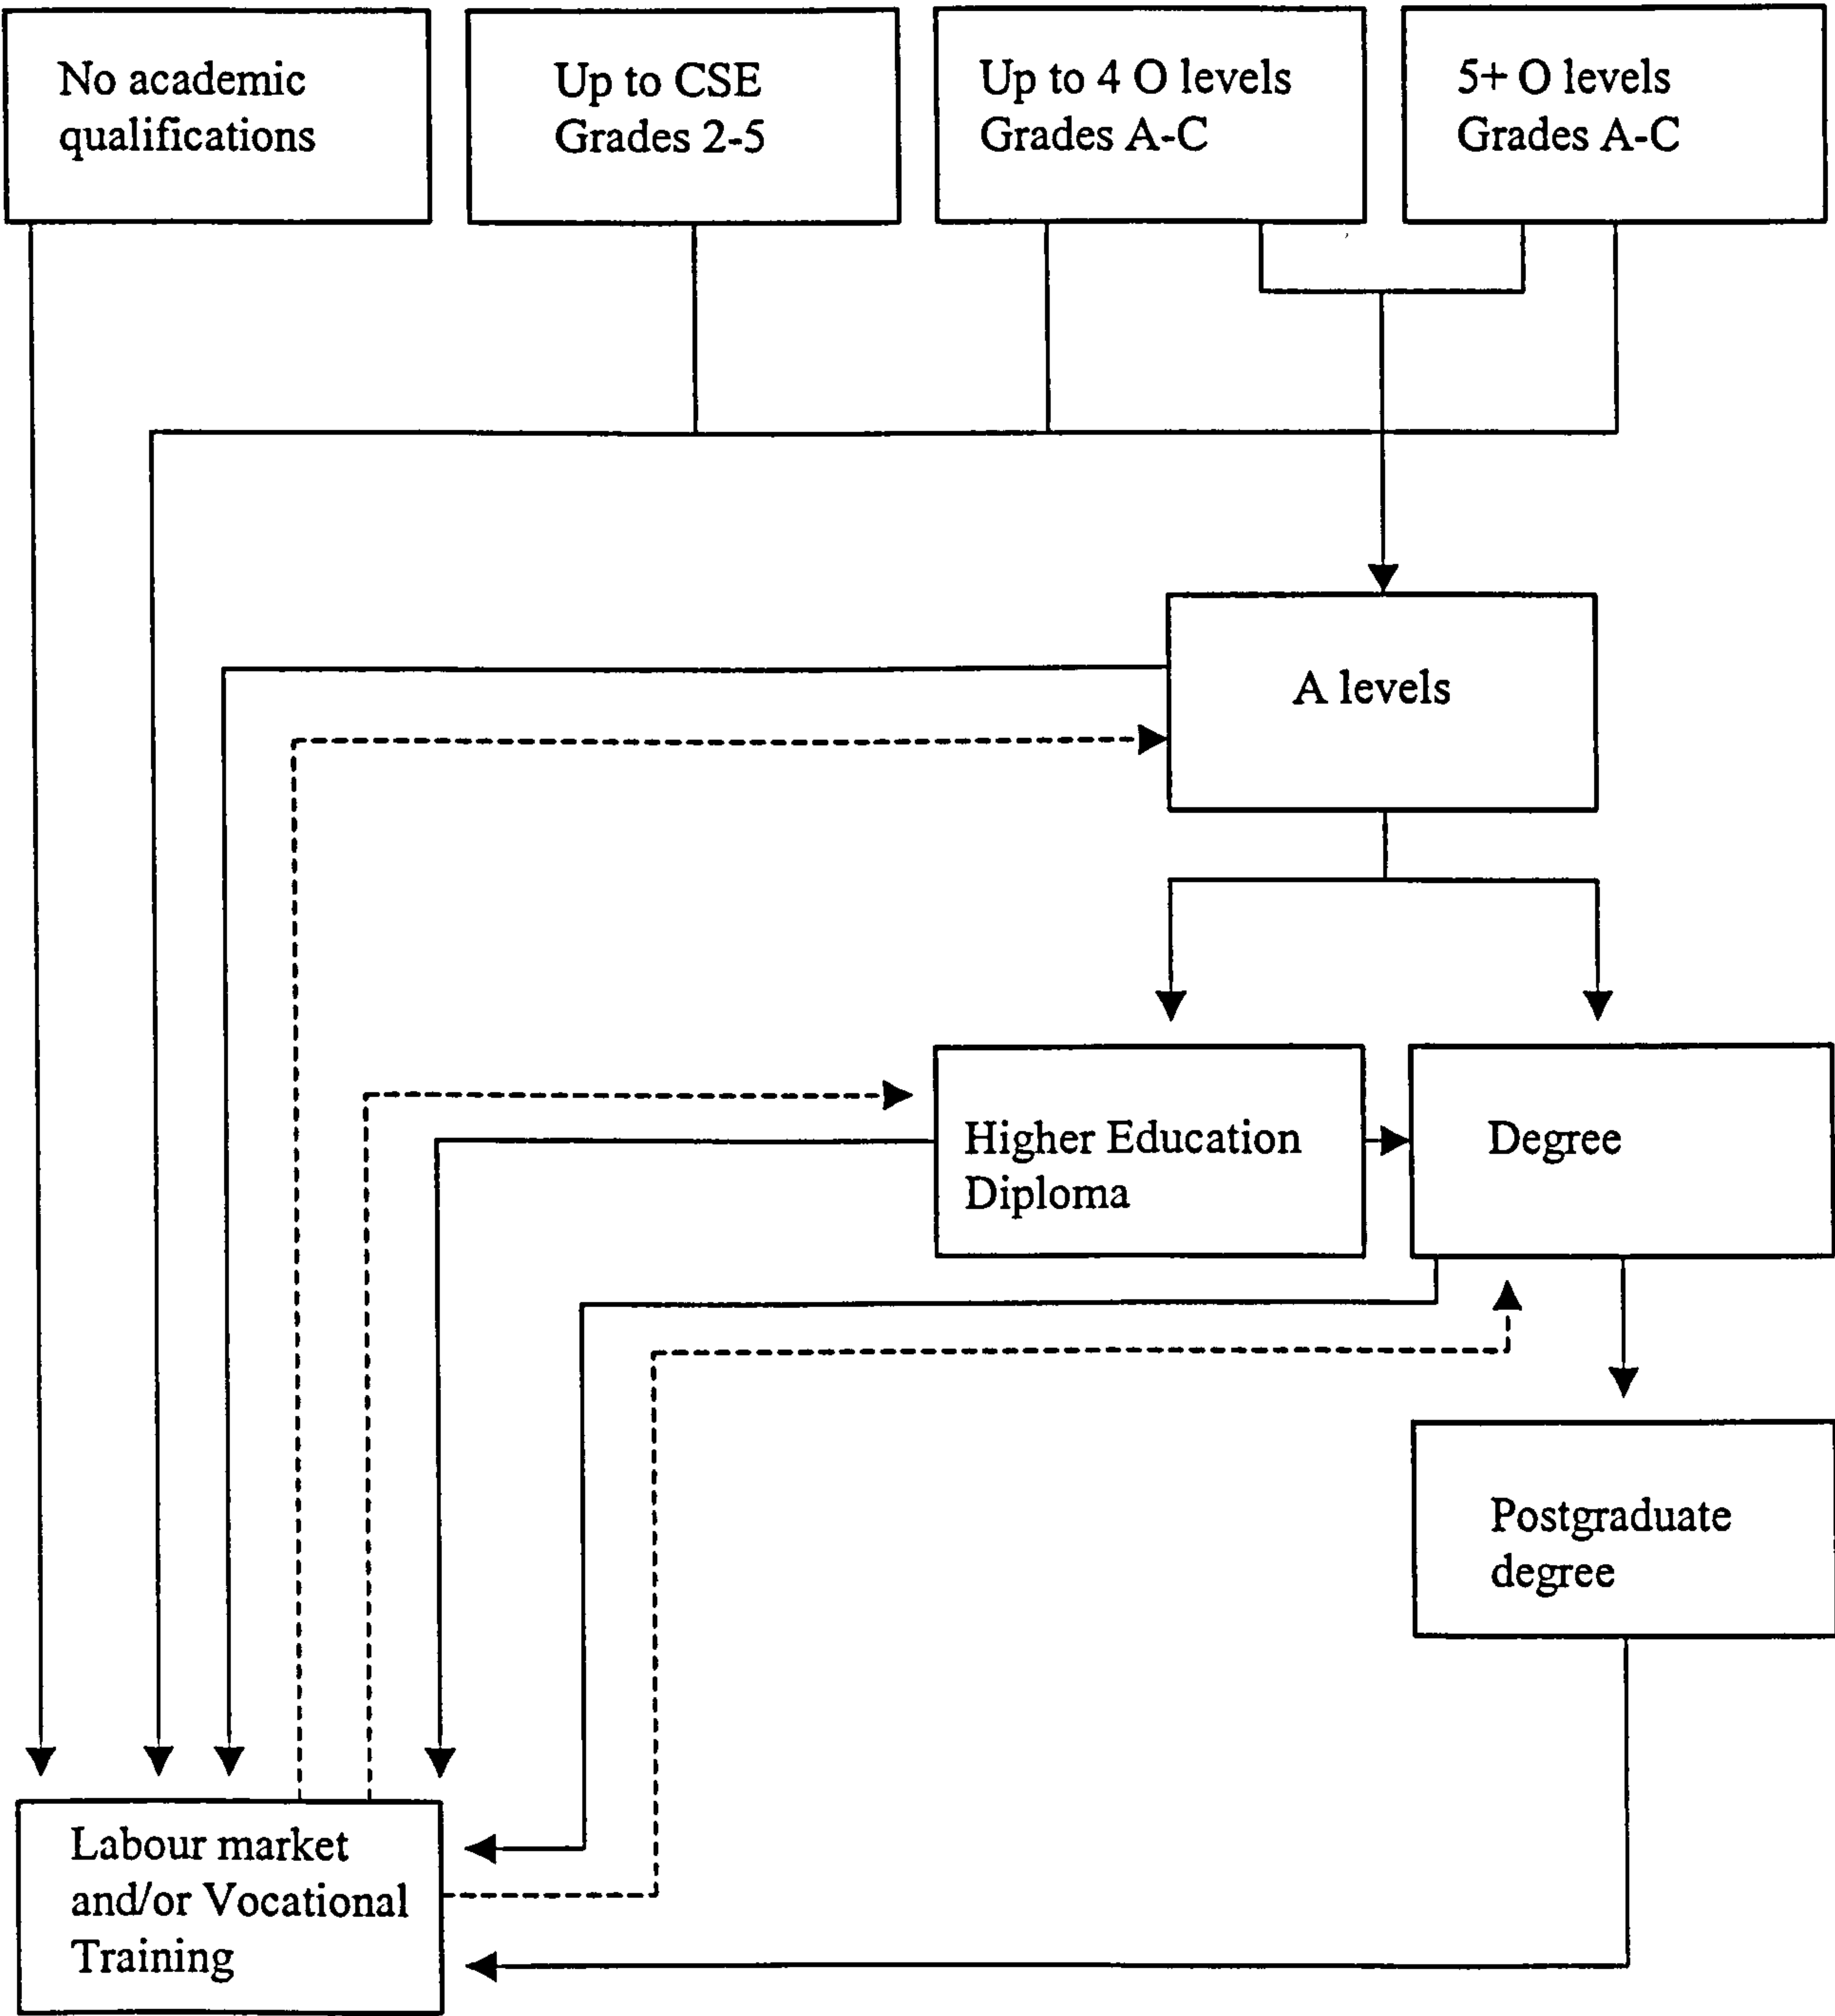 No academic
qualifications
Up to CSE
Grades 2-5
Up to 4 O levels
Grades A-C
5+ O levels
Grades A-C
A levels
Higher Education
Diploma
Degree
Postgraduate
degree
Labour market
and/or Vocational
Training